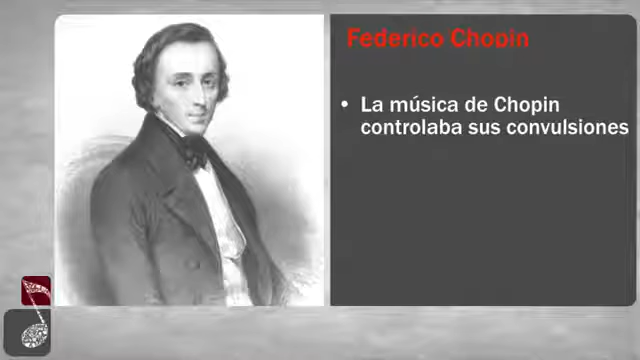 Federico Chopin
• La música de Chopin
controlaba sus convulsiones